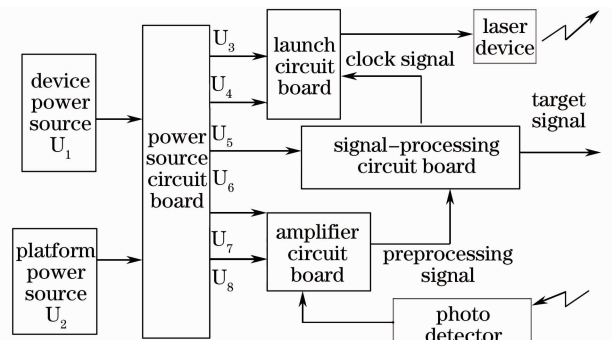 device
power
source
U1
platform
power
source
U2
power
source
circuit
board
U3
U4
U5
U6
U7
U8
launch
circuit
board
laser
device
clock signal
signal-processing
circuit board
target
signal
amplifier
circuit
board
preprocessing
signal
photo
detector